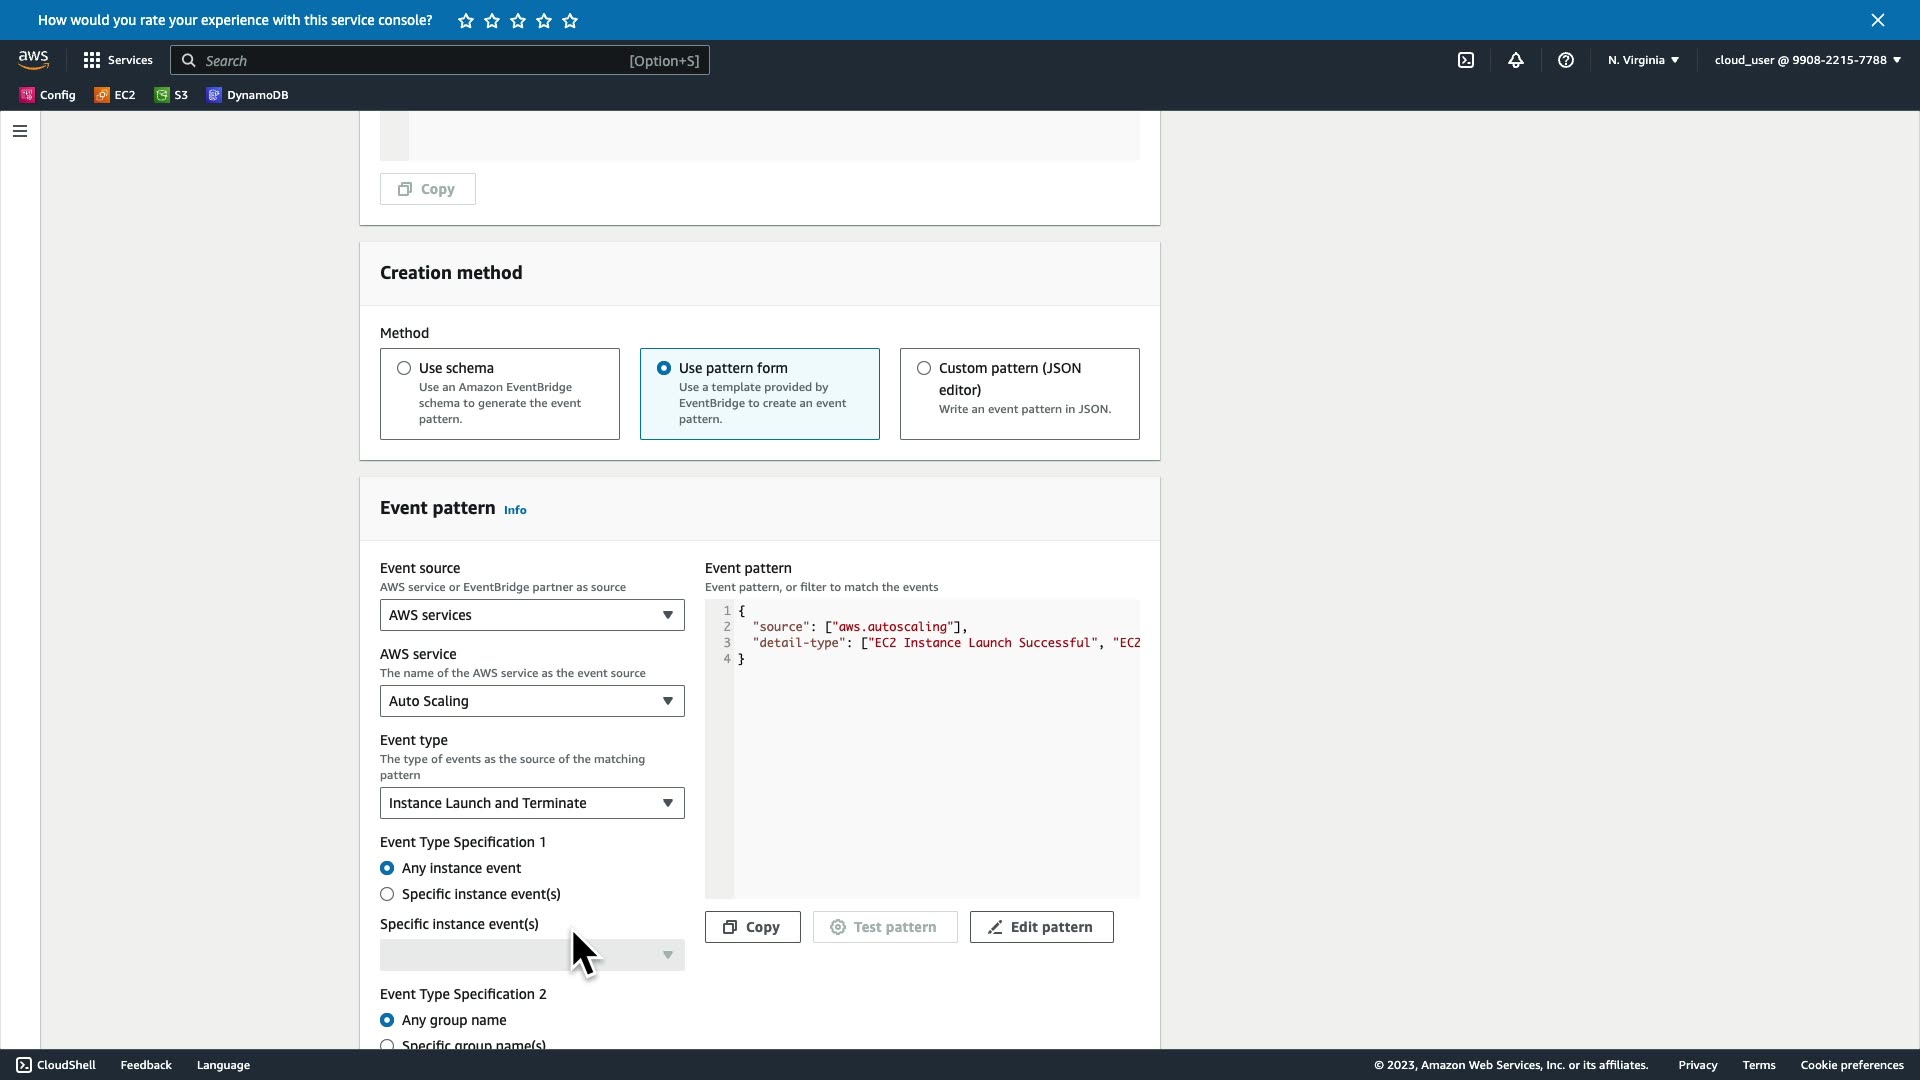 How would you rate your experience with this service console?
aws
Services
Search
[Option+S]
N. Virginia
cloud_user @ 9908-2215-7788
Config
EC2
S3
DynamoDB
Copy
Creation method
Method
Use schema
Use an Amazon EventBridge
schema to generate the event
pattern.
Use pattern form
Use a template provided by
EventBridge to create an event
pattern.
Custom pattern (JSON
editor)
Write an event pattern in JSON.
Event pattern Info
Event source
AWS service or EventBridge partner as source
AWS services
AWS service
The name of the AWS service as the event source
Auto Scaling
Event type
The type of events as the source of the matching
pattern
Instance Launch and Terminate
Event Type Specification 1
Any instance event
Specific instance event(s)
Specific instance event(s)
Event Type Specification 2
Any group name
Specific group name(s)
Event pattern
Event pattern, or filter to match the events
1 {
2 "source": ["aws.autoscaling"],
3 "detail-type": ["EC2 Instance Launch Successful", "EC2
4 }
Copy
Test pattern
Edit pattern
CloudShell
Feedback
Language
© 2023, Amazon Web Services, Inc. or its affiliates.
Privacy
Terms
Cookie preferences